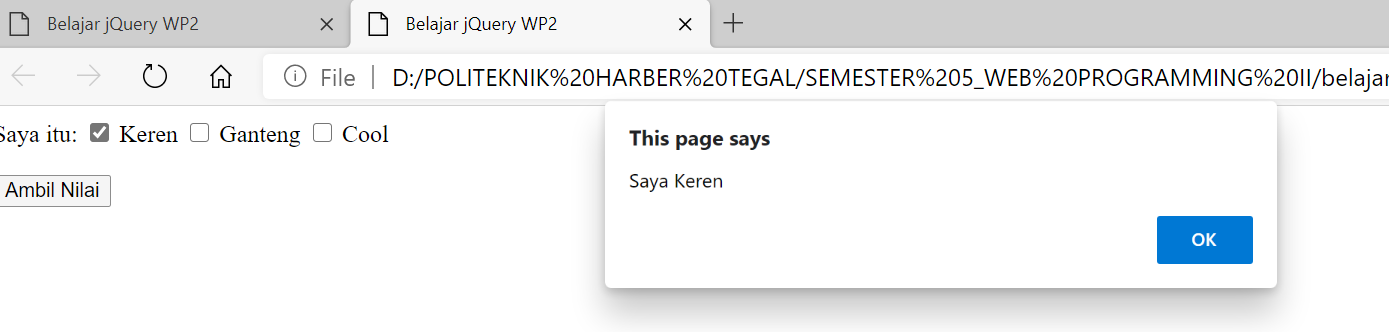 Belajar jQuery WP2
Belajar jQuery WP2
File | D:/POLITEKNIK%20HARBER%20TEGAL/SEMESTER%205_WEB%20PROGRAMMING%20II/belajar
Saya itu: Keren Ganteng Cool
Ambil Nilai
This page says
Saya Keren
OK